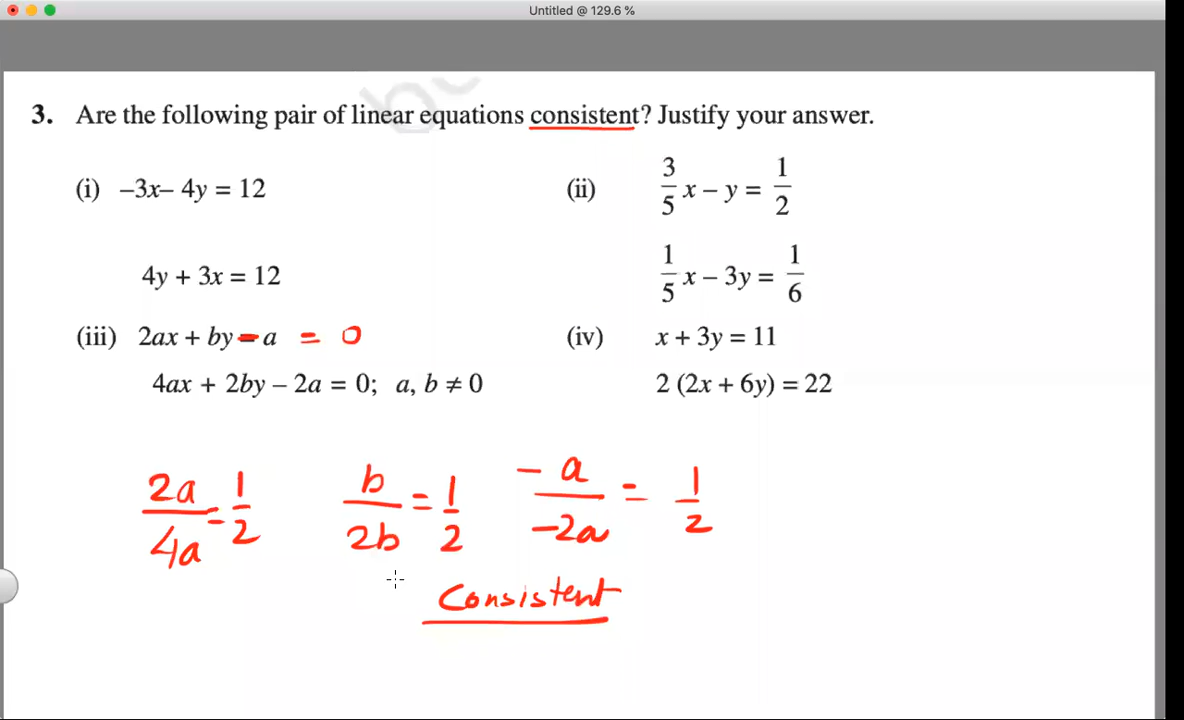 Untitled @ 129.6 %
3. Are the following pair of linear equations consistent? Justify your answer.
(i) –3x– 4y = 12 (ii) 3/5 x – y = 1/2
4y + 3x = 12 1/5 x – 3y = 1/6
(iii) 2ax + by – a = 0 (iv) x + 3y = 11
4ax + 2by – 2a = 0; a, b ≠ 0 2 (2x + 6y) = 22
2a/4a = 1/2 b/2b = 1/2 -a/-2a = 1/2
Consistent